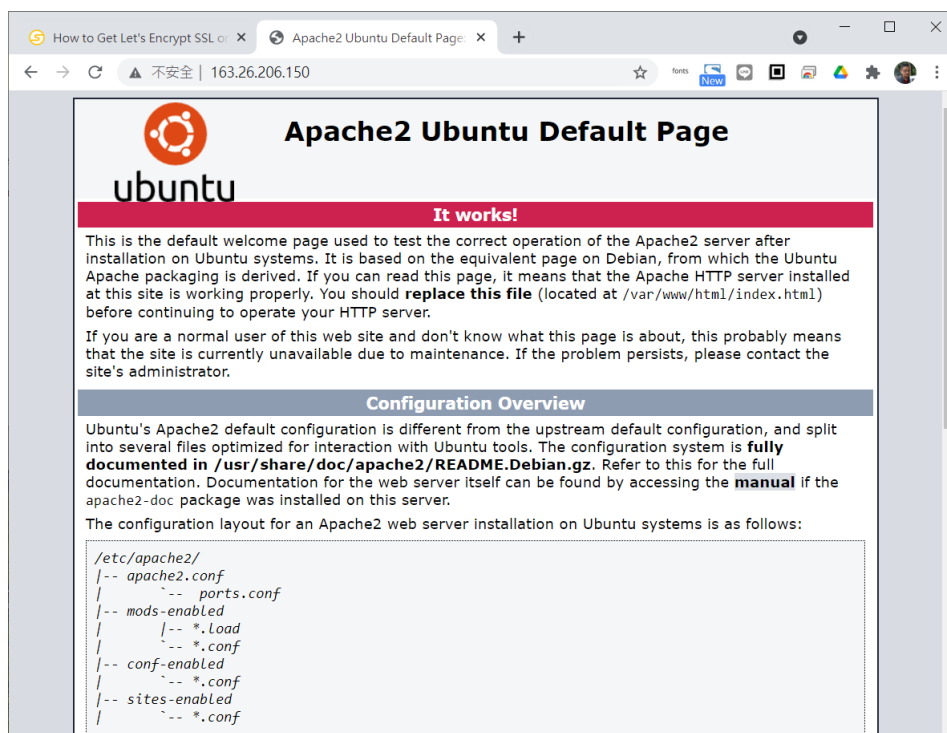 How to Get Let's Encrypt SSL or
Apache2 Ubuntu Default Page:
不安全 | 163.26.206.150
fonts
New
ubuntu
Apache2 Ubuntu Default Page
It works!
This is the default welcome page used to test the correct operation of the Apache2 server after
installation on Ubuntu systems. It is based on the equivalent page on Debian, from which the Ubuntu
Apache packaging is derived. If you can read this page, it means that the Apache HTTP server installed
at this site is working properly. You should replace this file (located at /var/www/html/index.html)
before continuing to operate your HTTP server.
If you are a normal user of this web site and don't know what this page is about, this probably means
that the site is currently unavailable due to maintenance. If the problem persists, please contact the
site's administrator.
Configuration Overview
Ubuntu's Apache2 default configuration is different from the upstream default configuration, and split
into several files optimized for interaction with Ubuntu tools. The configuration system is fully
documented in /usr/share/doc/apache2/README.Debian.gz. Refer to this for the full
documentation. Documentation for the web server itself can be found by accessing the manual if the
apache2-doc package was installed on this server.
The configuration layout for an Apache2 web server installation on Ubuntu systems is as follows:
/etc/apache2/
|-- apache2.conf
|       `--  ports.conf
|-- mods-enabled
|       |-- *.load
|       `-- *.conf
|-- conf-enabled
|       `-- *.conf
|-- sites-enabled
|       `-- *.conf